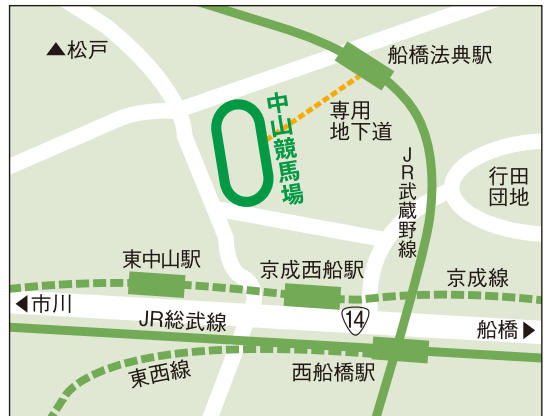 ▲松戸
船橋法典駅
中山競馬場
専用
地下道
JR武蔵野線
行田
団地
東中山駅
京成西船駅
京成線
◀市川
JR総武線
14
船橋▶
東西線
西船橋駅